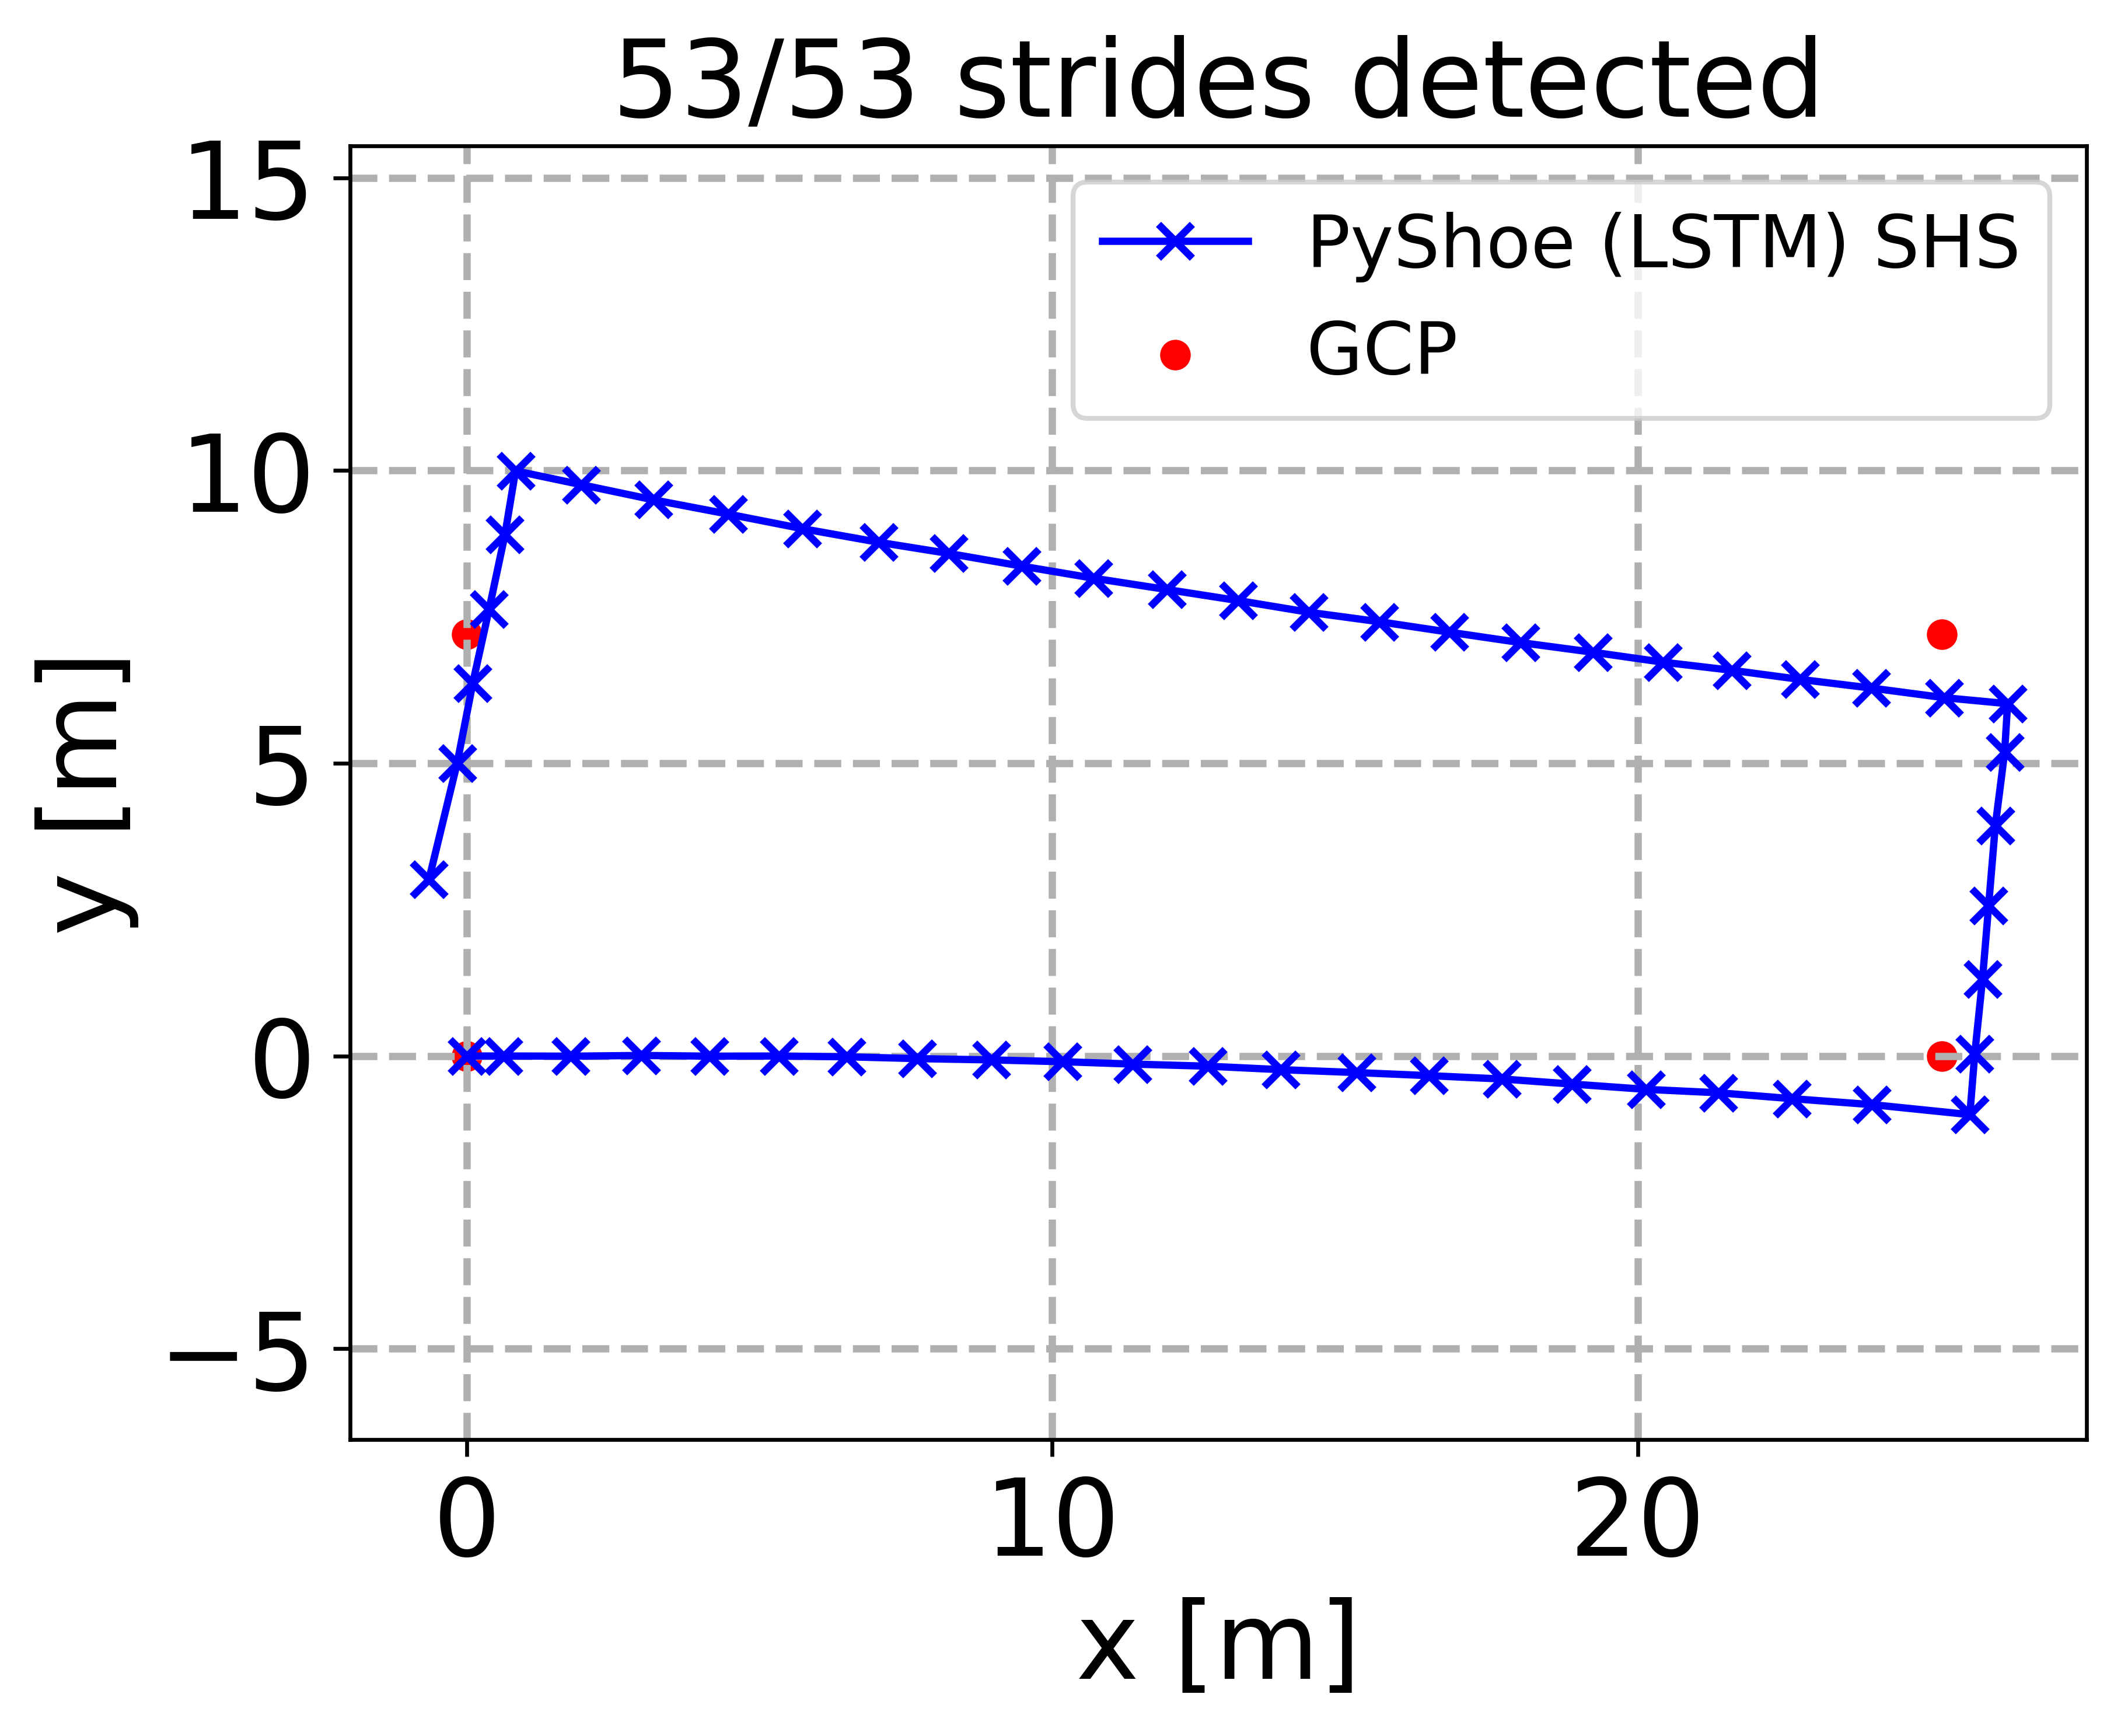 53/53 strides detected
15
10
5
0
−5
y [m]
PyShoe (LSTM) SHS
GCP
0
10
20
x [m]